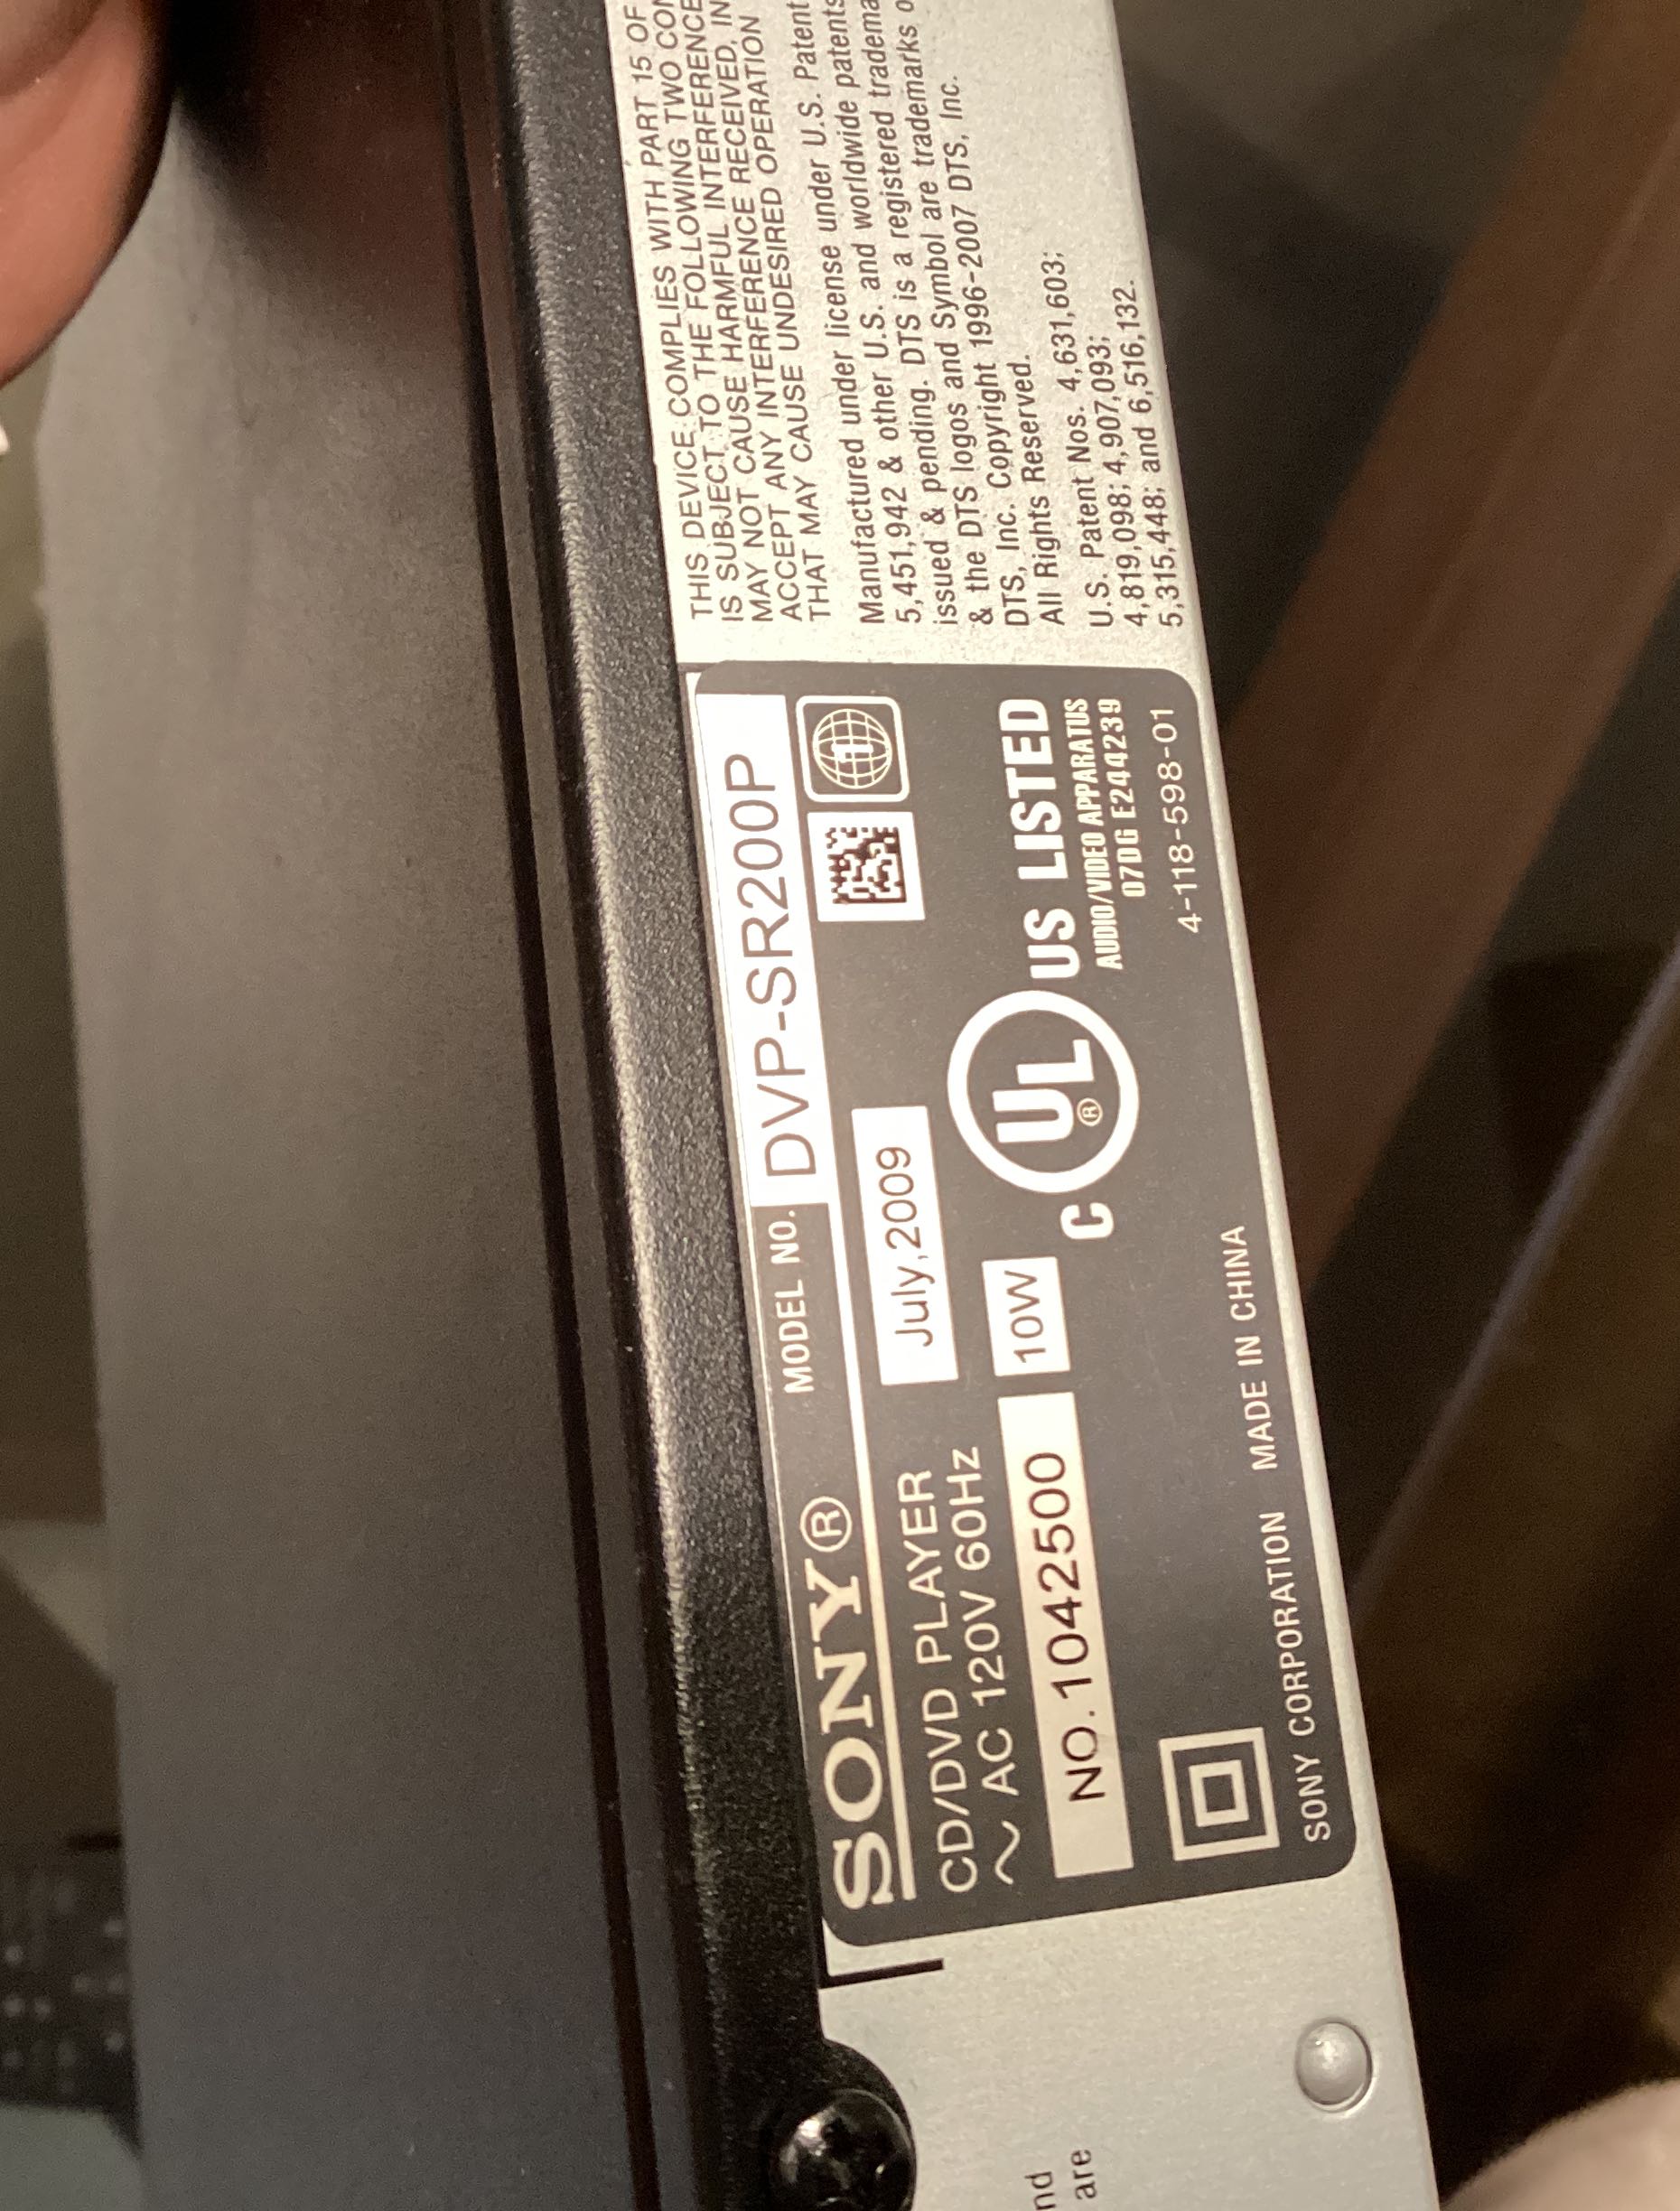 SONY® MODEL NO. DVP-SR200P
CD/DVD PLAYER July,2009
~ AC 120V 60Hz
NO. 1042500 10W
C UL® US LISTED
AUDIO/VIDEO APPARATUS
07DG E244239
4-118-598-01
SONY CORPORATION MADE IN CHINA
THIS DEVICE COMPLIES WITH PART 15 OF
IS SUBJECT TO THE FOLLOWING TWO
MAY NOT CAUSE HARMFUL INTERFERENCE
ACCEPT ANY INTERFERENCE RECEIVED,
THAT MAY CAUSE UNDESIRED OPERATION
Manufactured under license under U.S. Patent
5,451,942 & other U.S. and worldwide patents
issued & pending. DTS is a registered
& the DTS logos and Symbol are trademarks
DTS, Inc. Copyright 1996-2007 DTS, Inc.
All Rights Reserved.
U.S. Patent Nos. 4,631,603;
4,819,098; 4,907,093;
5,315,448; and 6,516,132.
are